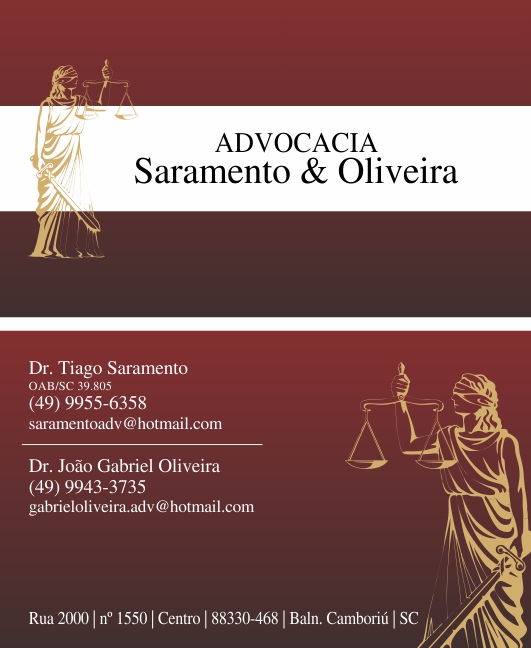 ADVOCACIA
Saramento & Oliveira
Dr. Tiago Saramento
OAB/SC 39.805
(49) 9955-6358
saramentoadv@hotmail.com
Dr. João Gabriel Oliveira
(49) 9943-3735
gabrieloliveira.adv@hotmail.com
Rua 2000 | nº 1550 | Centro | 88330-468 | Baln. Camboriú | SC